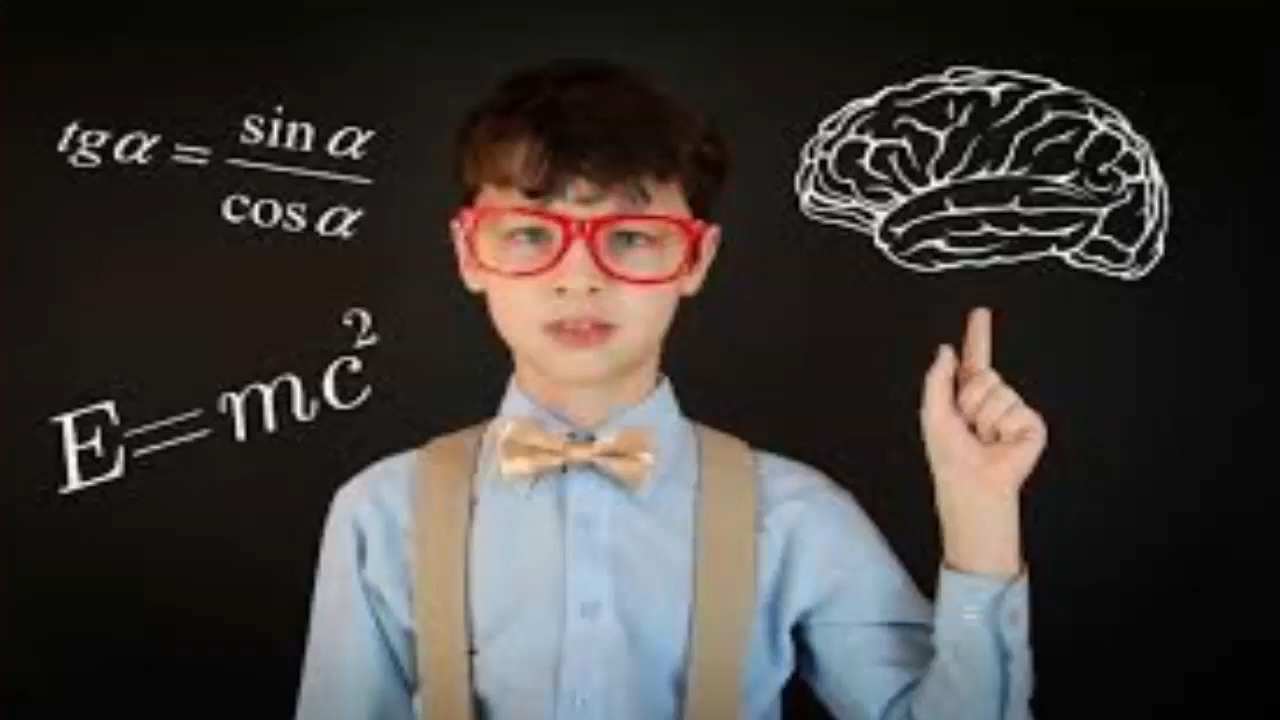 tgα = sin α / cos α
E=mc²